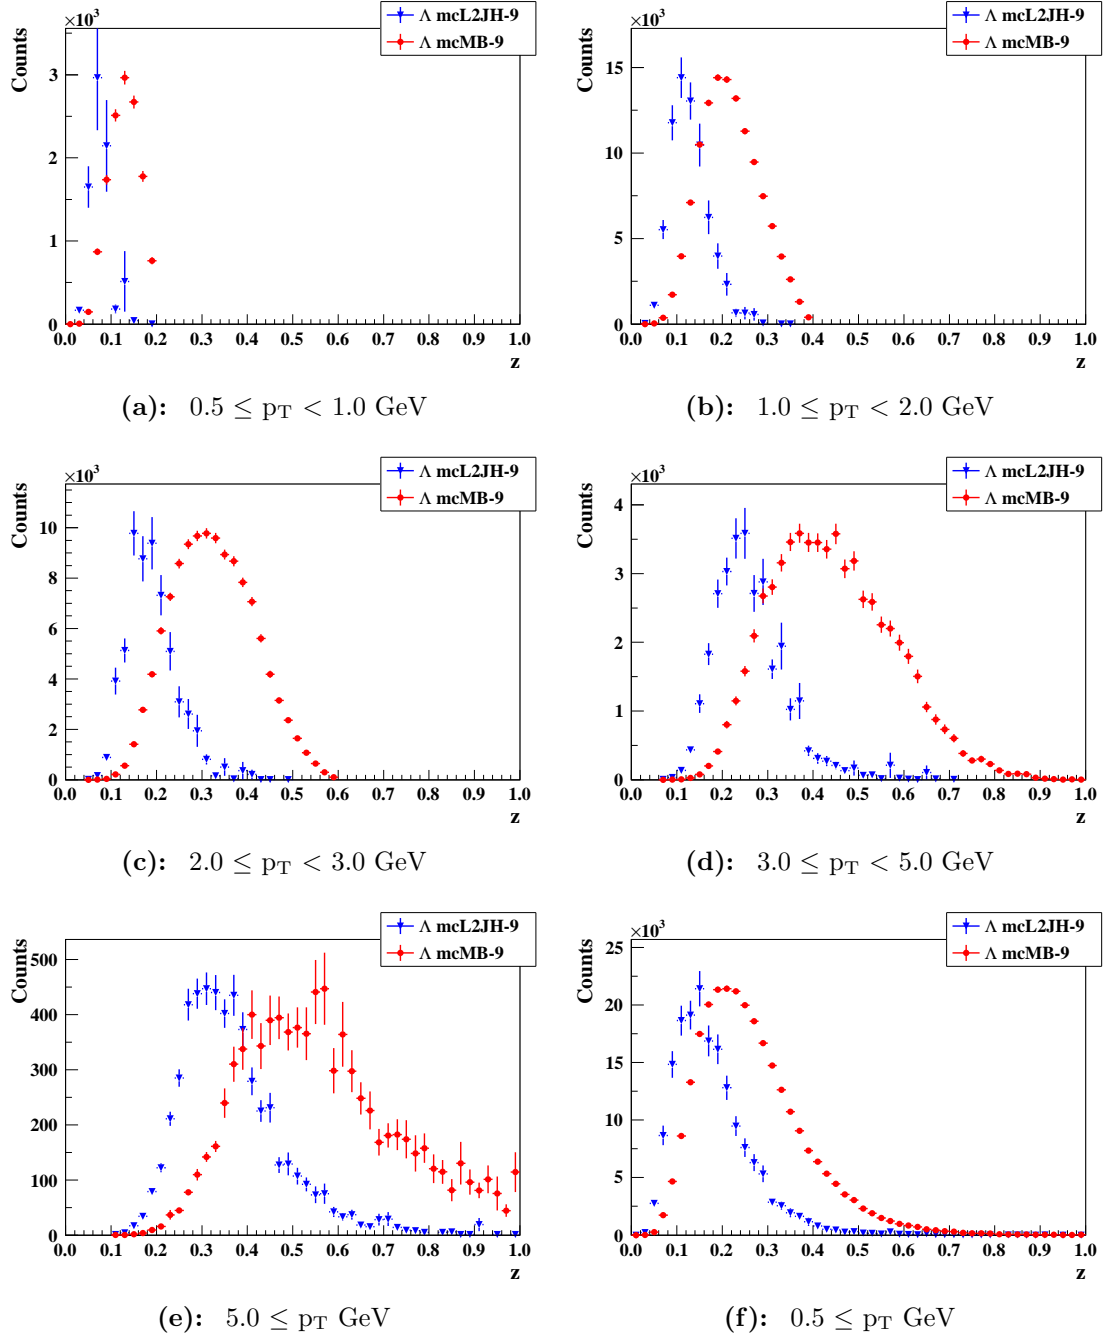 ×10³
Λ mcL2JH-9
Λ mcMB-9
Counts
3
2
1
0
0.0 0.1 0.2 0.3 0.4 0.5 0.6 0.7 0.8 0.9 1.0
z
(a): 0.5 ≤ p_T < 1.0 GeV
×10³
Λ mcL2JH-9
Λ mcMB-9
Counts
15
10
5
0
0.0 0.1 0.2 0.3 0.4 0.5 0.6 0.7 0.8 0.9 1.0
z
(b): 1.0 ≤ p_T < 2.0 GeV
×10³
Λ mcL2JH-9
Λ mcMB-9
Counts
10
8
6
4
2
0
0.0 0.1 0.2 0.3 0.4 0.5 0.6 0.7 0.8 0.9 1.0
z
(c): 2.0 ≤ p_T < 3.0 GeV
×10³
Λ mcL2JH-9
Λ mcMB-9
Counts
4
3
2
1
0
0.0 0.1 0.2 0.3 0.4 0.5 0.6 0.7 0.8 0.9 1.0
z
(d): 3.0 ≤ p_T < 5.0 GeV
Λ mcL2JH-9
Λ mcMB-9
Counts
500
400
300
200
100
0
0.0 0.1 0.2 0.3 0.4 0.5 0.6 0.7 0.8 0.9 1.0
z
(e): 5.0 ≤ p_T GeV
×10³
Λ mcL2JH-9
Λ mcMB-9
Counts
25
20
15
10
5
0
0.0 0.1 0.2 0.3 0.4 0.5 0.6 0.7 0.8 0.9 1.0
z
(f): 0.5 ≤ p_T GeV